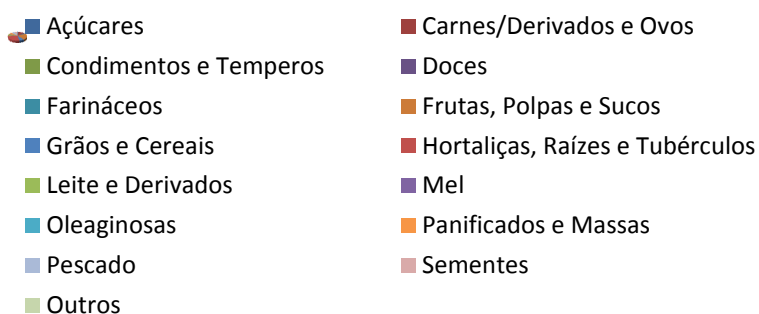 Açúcares Carnes/Derivados e Ovos
Condimentos e Temperos Doces
Farináceos Frutas, Polpas e Sucos
Grãos e Cereais Hortaliças, Raízes e Tubérculos
Leite e Derivados Mel
Oleaginosas Panificados e Massas
Pescado Sementes
Outros